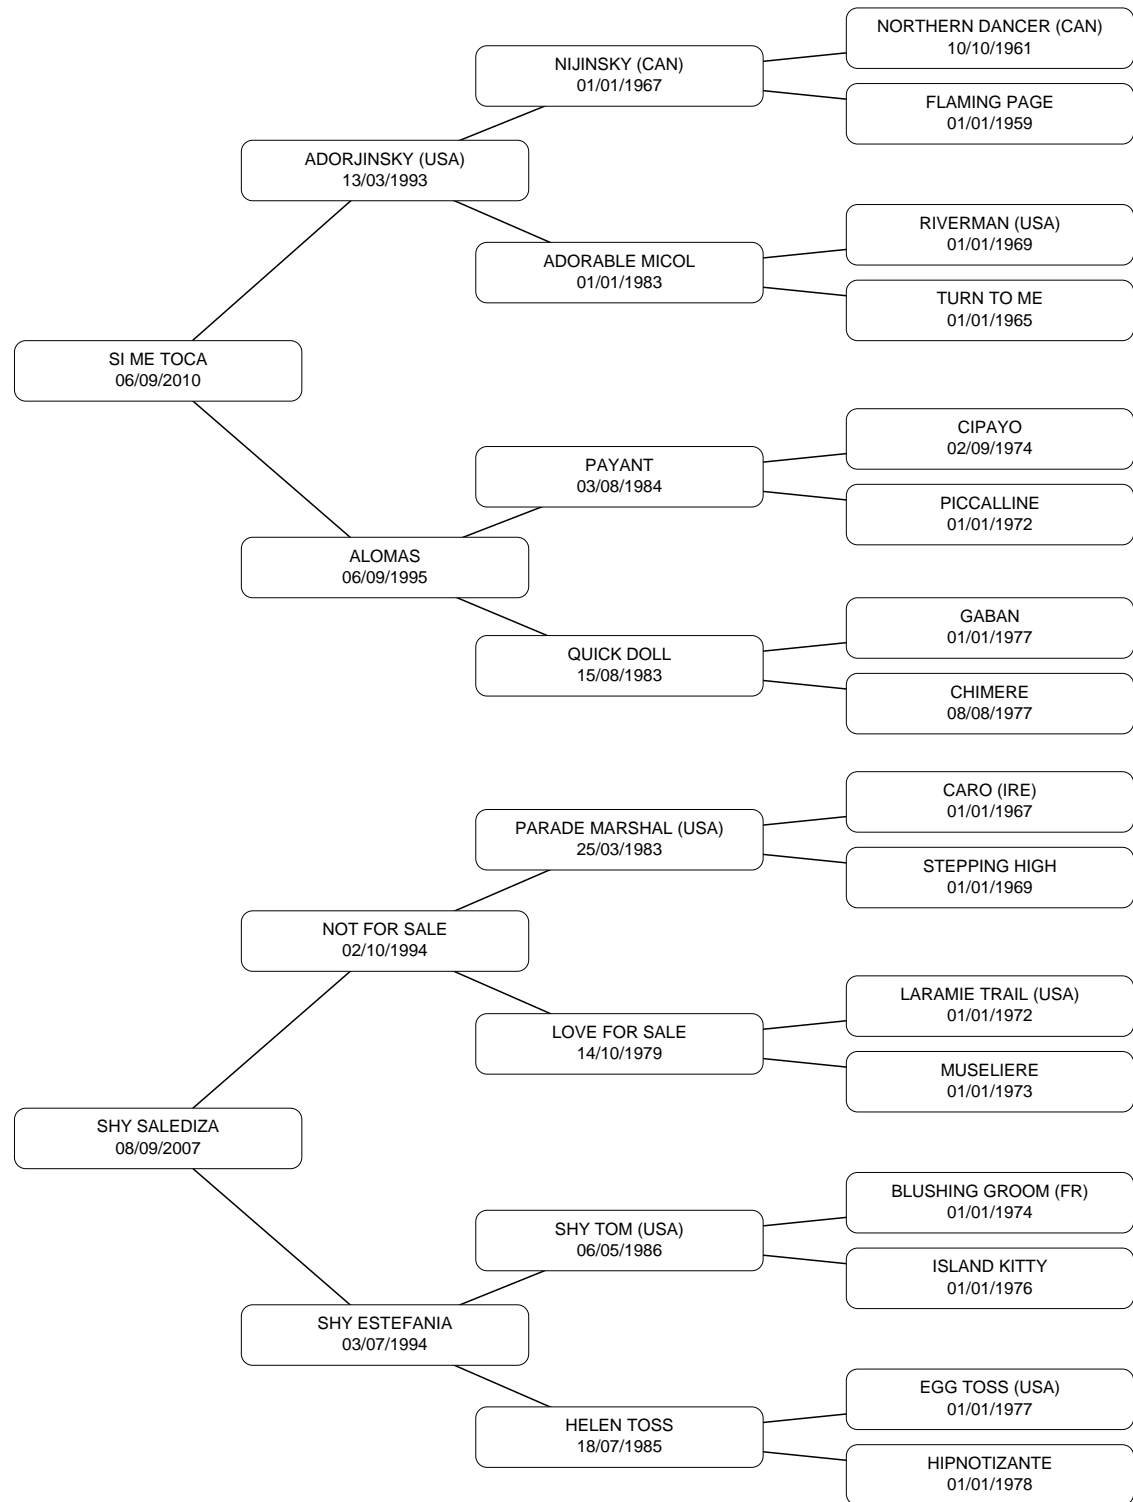 NORTHERN DANCER (CAN)
10/10/1961
NIJINSKY (CAN)
01/01/1967
FLAMING PAGE
01/01/1959
ADORJINSKY (USA)
13/03/1993
RIVERMAN (USA)
01/01/1969
ADORABLE MICOL
01/01/1983
TURN TO ME
01/01/1965
SI ME TOCA
06/09/2010
CIPAYO
02/09/1974
PAYANT
03/08/1984
PICCALLINE
01/01/1972
ALOMAS
06/09/1995
GABAN
01/01/1977
QUICK DOLL
15/08/1983
CHIMERE
08/08/1977
CARO (IRE)
01/01/1967
PARADE MARSHAL (USA)
25/03/1983
STEPPING HIGH
01/01/1969
NOT FOR SALE
02/10/1994
LARAMIE TRAIL (USA)
01/01/1972
LOVE FOR SALE
14/10/1979
MUSELIERE
01/01/1973
SHY SALEDIZA
08/09/2007
BLUSHING GROOM (FR)
01/01/1974
SHY TOM (USA)
06/05/1986
ISLAND KITTY
01/01/1976
SHY ESTEFANIA
03/07/1994
EGG TOSS (USA)
01/01/1977
HELEN TOSS
18/07/1985
HIPNOTIZANTE
01/01/1978